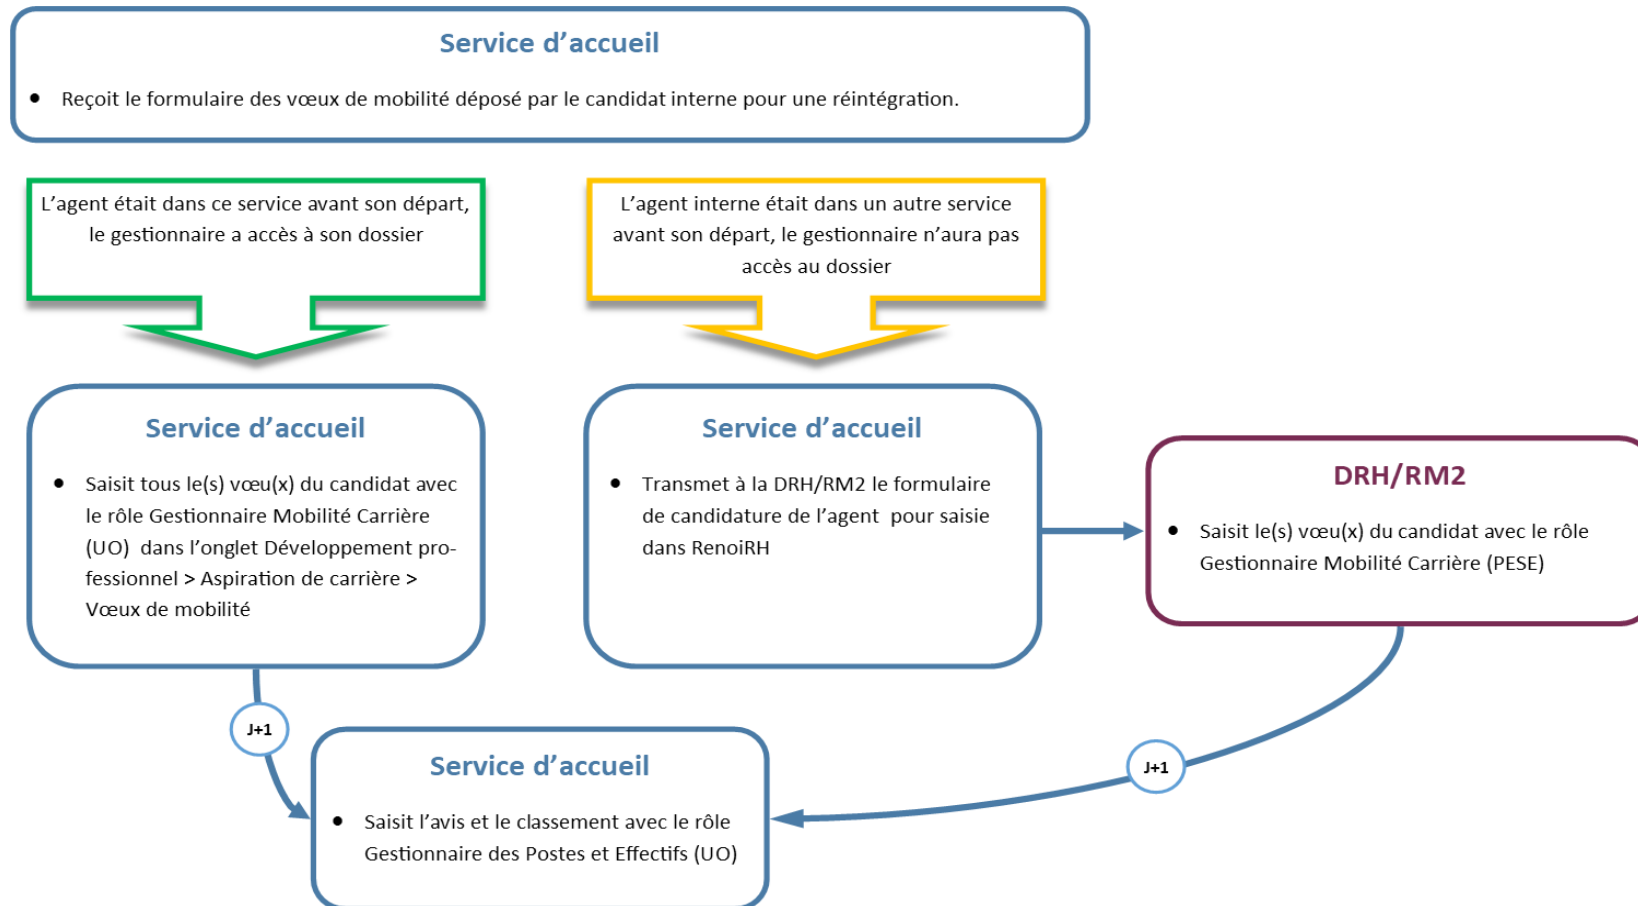 Service d’accueil
• Reçoit le formulaire des vœux de mobilité déposé par le candidat interne pour une réintégration.
L’agent était dans ce service avant son départ,
le gestionnaire a accès à son dossier
L’agent interne était dans un autre service
avant son départ, le gestionnaire n’aura pas
accès au dossier
Service d’accueil
• Saisit tous le(s) vœu(x) du candidat avec
le rôle Gestionnaire Mobilité Carrière
(UO) dans l’onglet Développement pro-
fessionnel > Aspiration de carrière >
Vœux de mobilité
Service d’accueil
• Transmet à la DRH/RM2 le formulaire
de candidature de l’agent pour saisie
dans RenoiRH
DRH/RM2
• Saisit le(s) vœu(x) du candidat avec le rôle
Gestionnaire Mobilité Carrière (PESE)
J+1
J+1
Service d’accueil
• Saisit l’avis et le classement avec le rôle
Gestionnaire des Postes et Effectifs (UO)